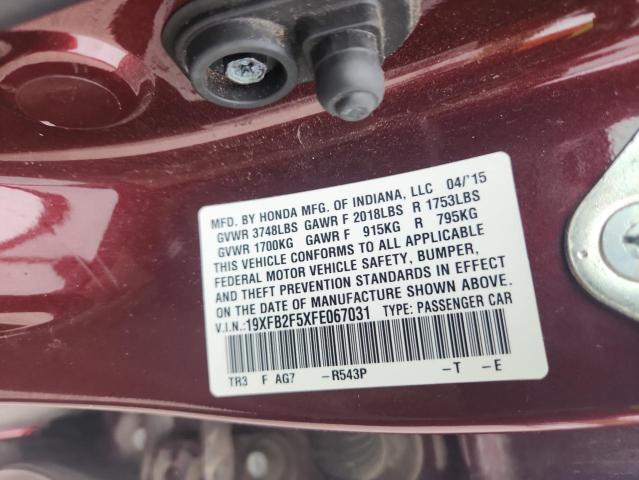 MFD. BY HONDA MFG. OF INDIANA, LLC 04/'15
GVWR 3748LBS GAWR F 2018LBS R 1753LBS
GVWR 1700KG GAWR F 915KG R 795KG
THIS VEHICLE CONFORMS TO ALL APPLICABLE
FEDERAL MOTOR VEHICLE SAFETY, BUMPER,
AND THEFT PREVENTION STANDARDS IN EFFECT
ON THE DATE OF MANUFACTURE SHOWN ABOVE.
V.I.N.: 19XFB2F5XFE067031 TYPE: PASSENGER CAR
TR3 F AG7 -R543P -T -E